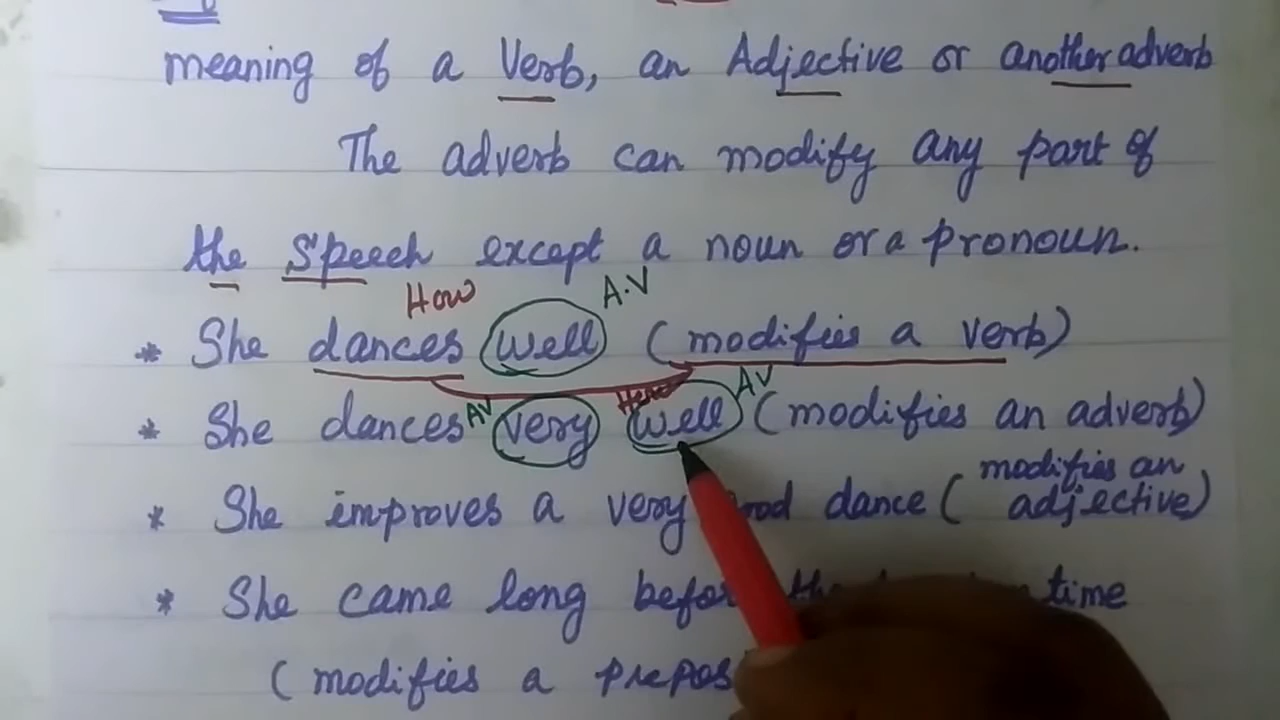 meaning of a Verb, an Adjective or another adverb
The adverb can modify any part of
the Speech except a noun or a pronoun.
How A.V
* She dances well (modifies a verb)
AV How AV
* She dances very well (modifies an adverb)
modifies an
* She improves a very dance ( adjective)
* She came long time
(modifies a